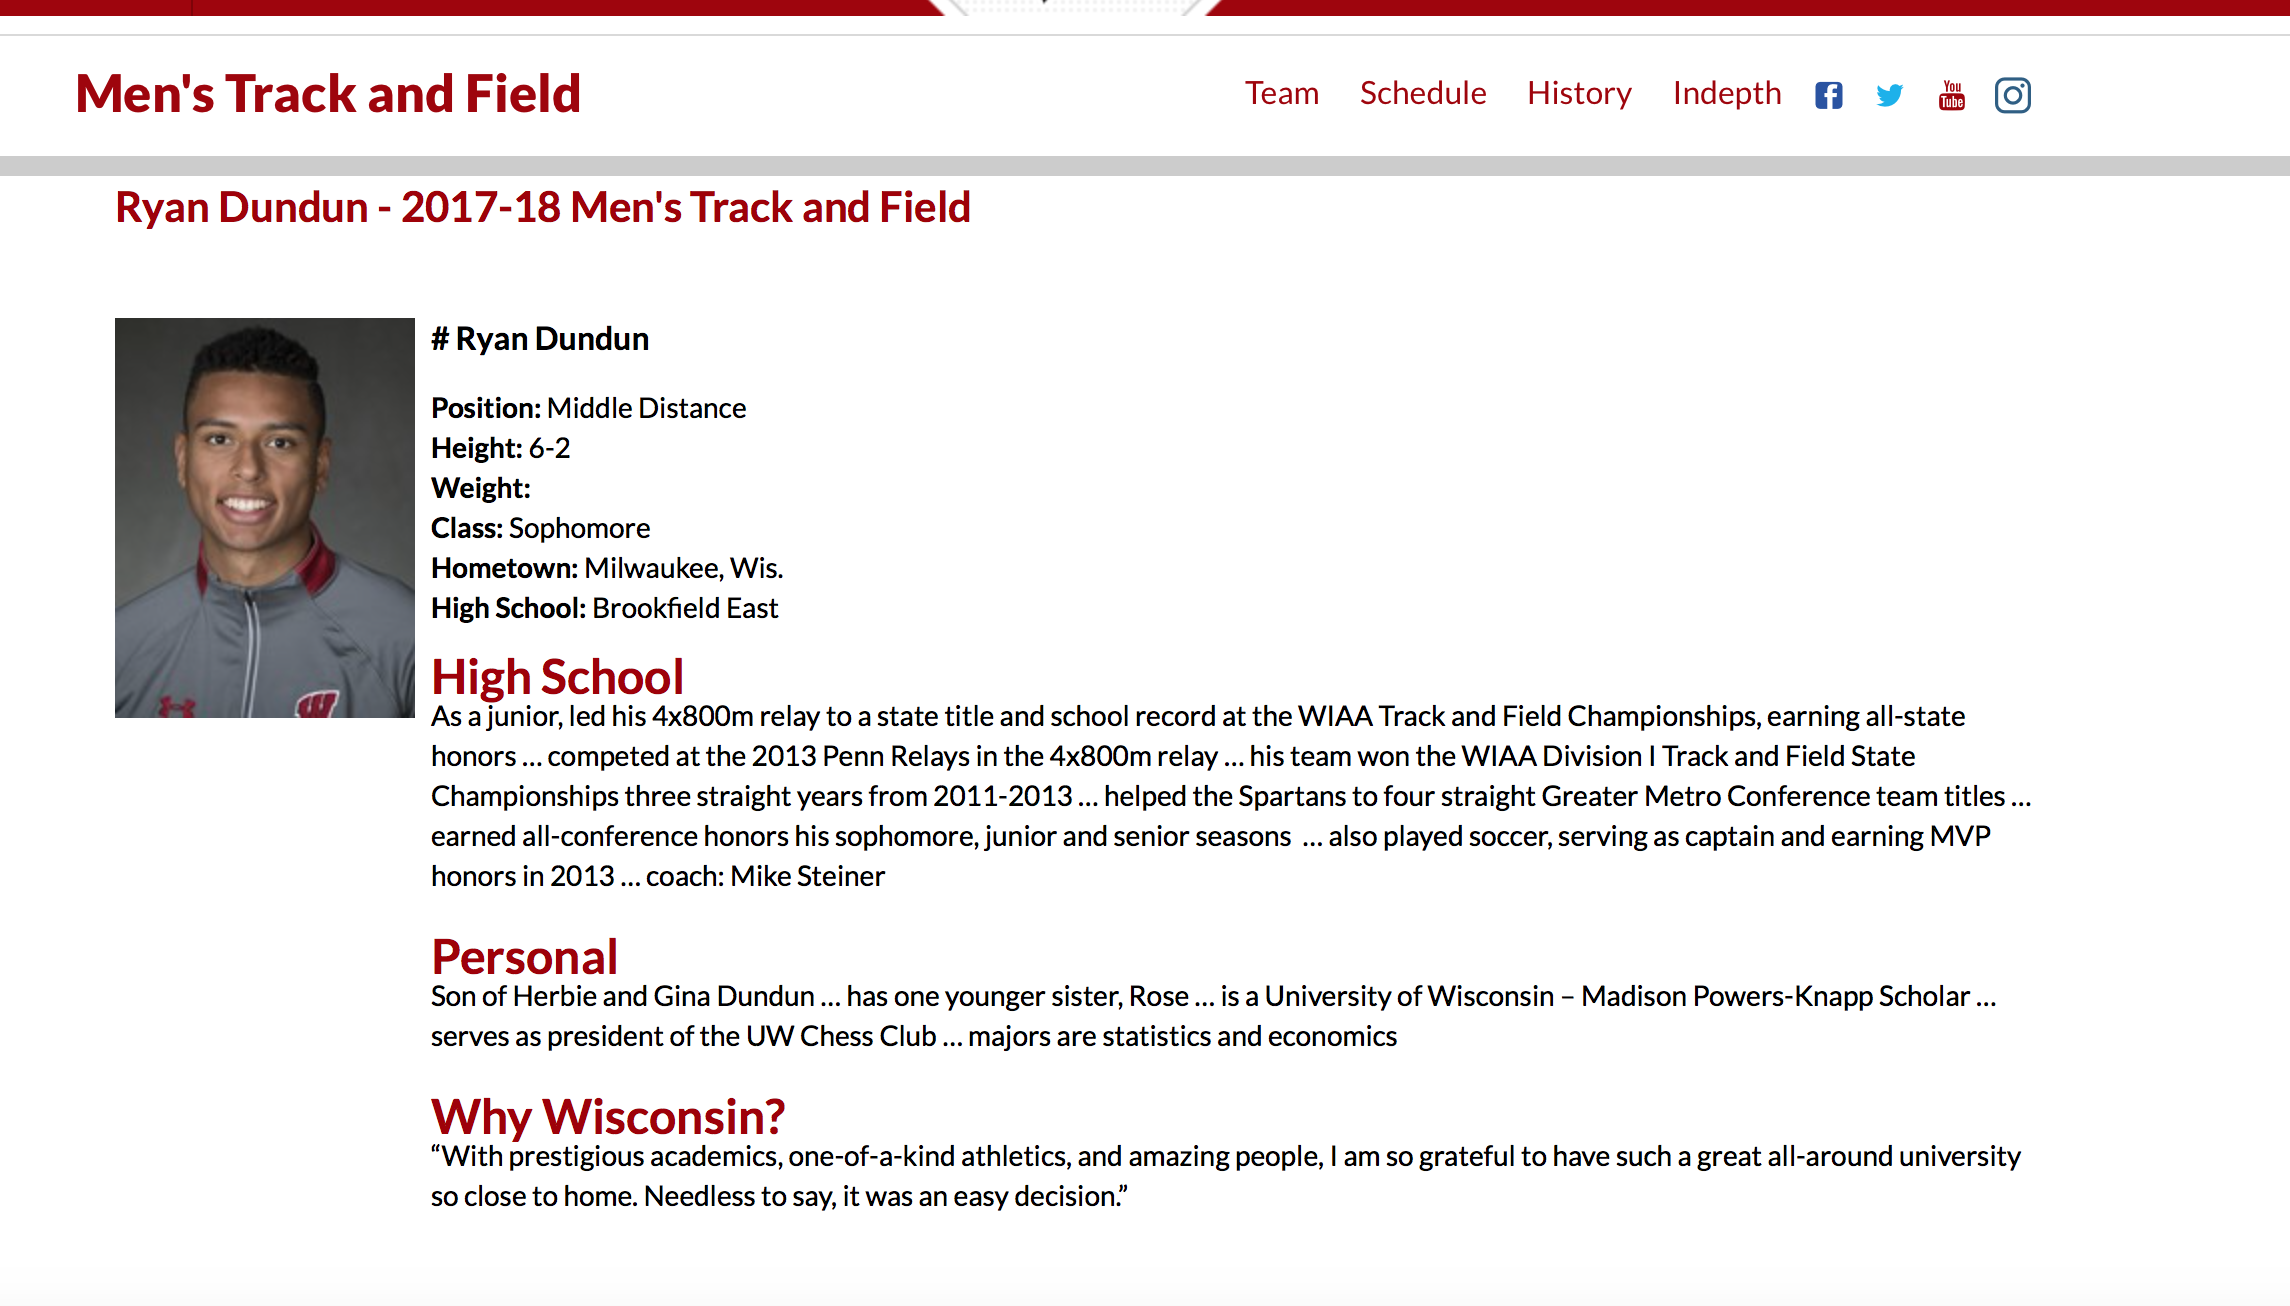 Men's Track and Field
Team Schedule History Indepth
You
Tube
Ryan Dundun - 2017-18 Men's Track and Field
# Ryan Dundun
Position: Middle Distance
Height: 6-2
Weight:
Class: Sophomore
Hometown: Milwaukee, Wis.
High School: Brookfield East
W
High School
As a junior, led his 4x800m relay to a state title and school record at the WIAA Track and Field Championships, earning all-state
honors ... competed at the 2013 Penn Relays in the 4x800m relay ... his team won the WIAA Division I Track and Field State
Championships three straight years from 2011-2013 ... helped the Spartans to four straight Greater Metro Conference team titles ...
earned all-conference honors his sophomore, junior and senior seasons  ... also played soccer, serving as captain and earning MVP
honors in 2013 ... coach: Mike Steiner
Personal
Son of Herbie and Gina Dundun ... has one younger sister, Rose ... is a University of Wisconsin – Madison Powers-Knapp Scholar ...
serves as president of the UW Chess Club ... majors are statistics and economics
Why Wisconsin?
“With prestigious academics, one-of-a-kind athletics, and amazing people, I am so grateful to have such a great all-around university
so close to home. Needless to say, it was an easy decision.”